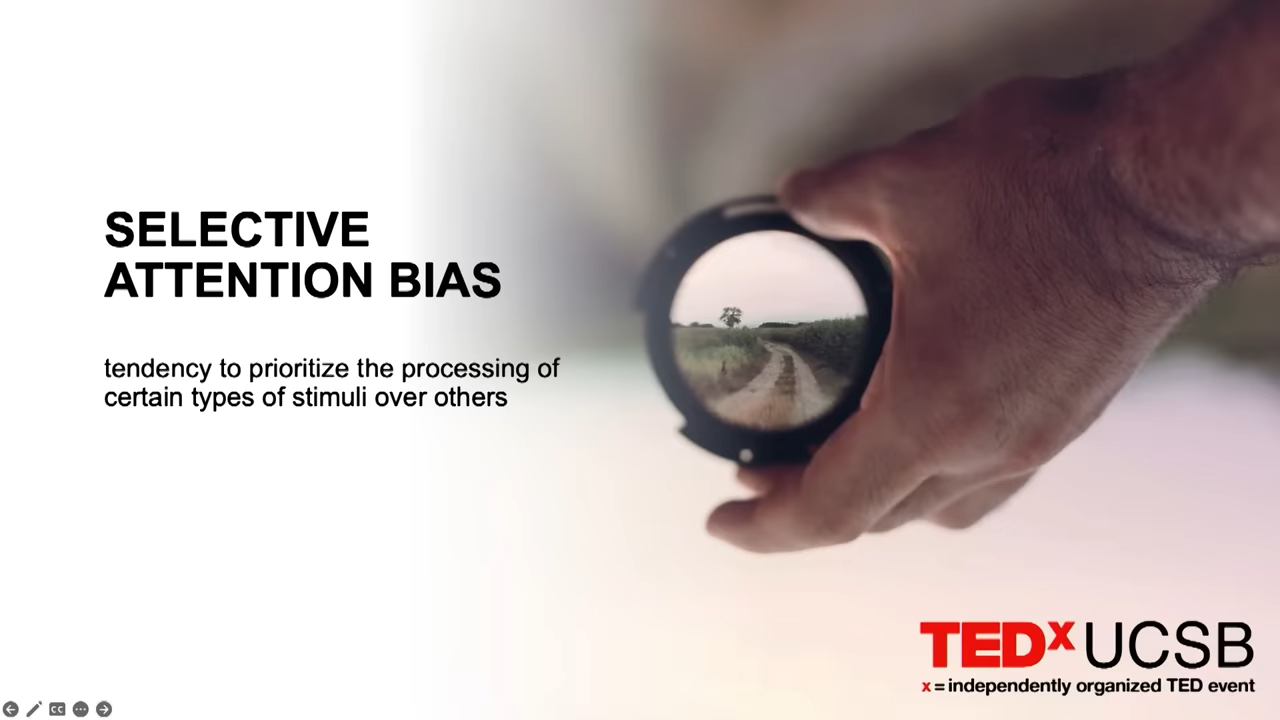 SELECTIVE
ATTENTION BIAS
tendency to prioritize the processing of
certain types of stimuli over others
TEDx UCSB
x = independently organized TED event
CC